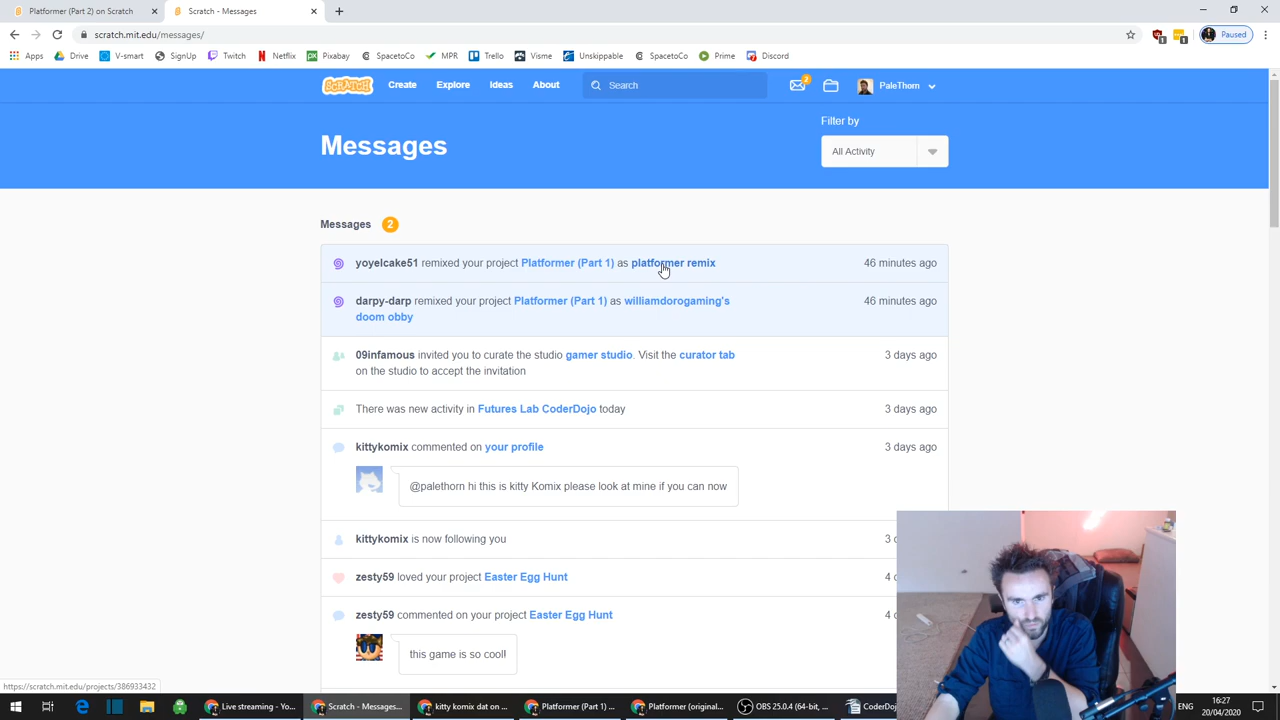 Platformer (Part 2) on Scratch
Scratch - Messages
scratch.mit.edu/messages/
Paused
Apps Drive V-smart SignUp Twitch Netflix Pixabay SpacetoCo MPR Trello Visme Unskippable SpacetoCo Prime Discord
SCRATCH Create Explore Ideas About Search 2 PaleThorn
Filter by
Messages
All Activity
Messages 2
yoyelcake51 remixed your project Platformer (Part 1) as platformer remix 46 minutes ago
darpy-darp remixed your project Platformer (Part 1) as williamdorogaming's 46 minutes ago
doom obby
09infamous invited you to curate the studio gamer studio. Visit the curator tab 3 days ago
on the studio to accept the invitation
There was new activity in Futures Lab CoderDojo today 3 days ago
kittykomix commented on your profile 3 days ago
@palethorn hi this is kitty Komix please look at mine if you can now
kittykomix is now following you 3 d
zesty59 loved your project Easter Egg Hunt 4 d
zesty59 commented on your project Easter Egg Hunt 4 d
this game is so cool!
https://scratch.mit.edu/projects/386933432
Live streaming - Yo... Scratch - Messages... kitty komix dat on ... Platformer (Part 1) ... Platformer (original... OBS 25.0.4 (64-bit, ... CoderDoj ENG 16:27
20/04/2020